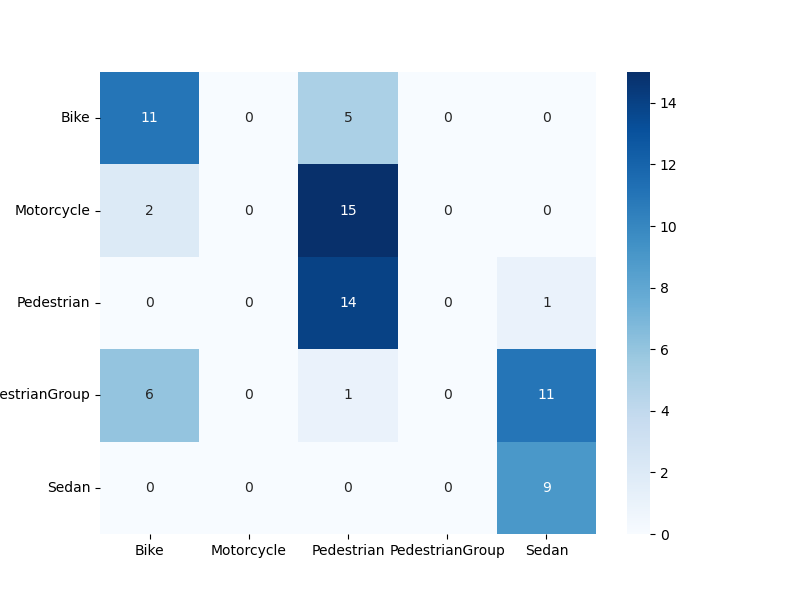 Bike 11 0 5 0 0
Motorcycle 2 0 15 0 0
Pedestrian 0 0 14 0 1
estrianGroup 6 0 1 0 11
Sedan 0 0 0 0 9
Bike Motorcycle Pedestrian PedestrianGroup Sedan
14
12
10
8
6
4
2
0